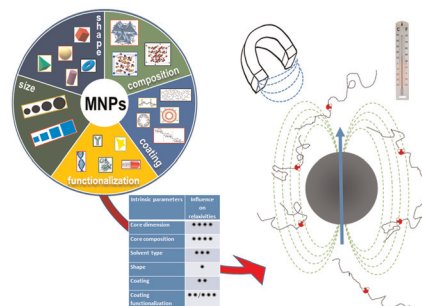 shape
composition
size
MNPs
coating
functionalization
Intrinsic parameters
Influence
on
relaxivities
Core dimension ****
Core composition ****
Solvent type ***
Shape *
Coating **
Coating
functionalization **/****